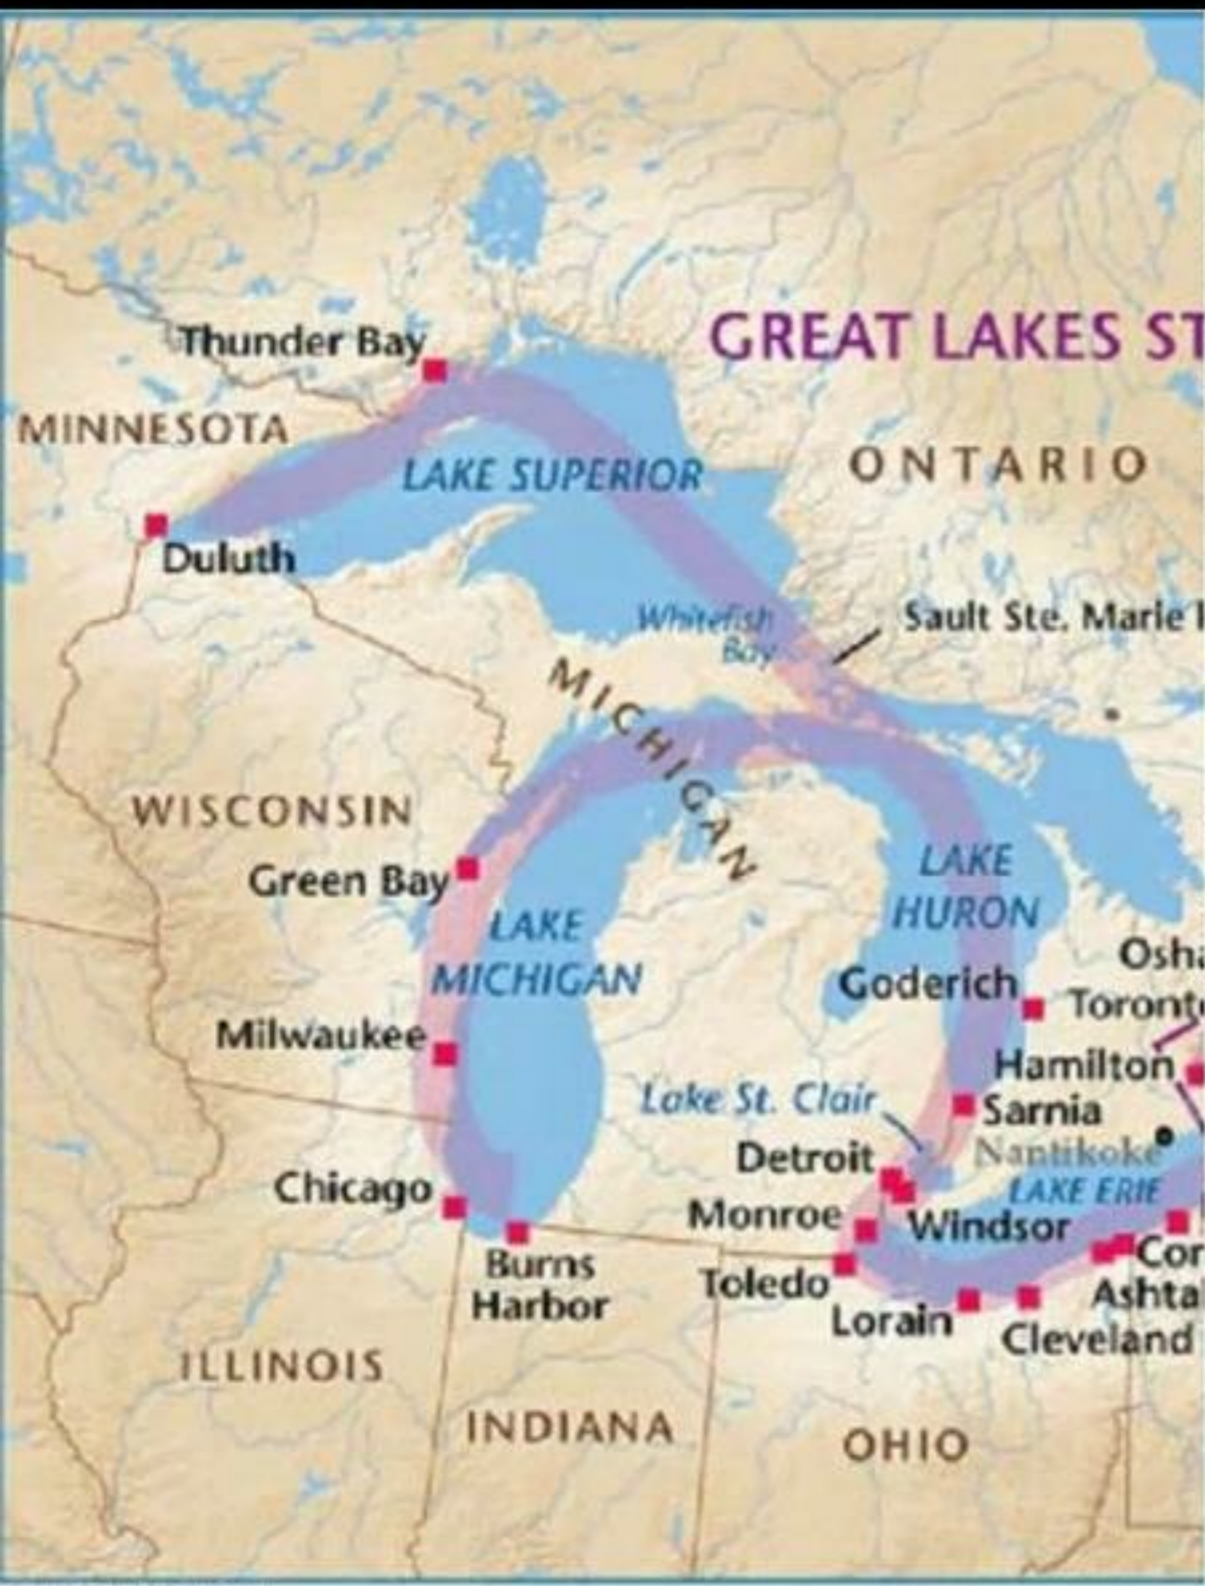 Thunder Bay
GREAT LAKES ST
MINNESOTA
LAKE SUPERIOR
ONTARIO
Duluth
Whitefish
Bay
Sault Ste. Marie
MICHIGAN
WISCONSIN
Green Bay
LAKE
MICHIGAN
LAKE
HURON
Osh
Goderich
Toront
Milwaukee
Hamilton
Lake St. Clair
Sarnia
Nantikoke
Detroit
LAKE ERIE
Chicago
Monroe
Windsor
Burns
Harbor
Toledo
Cor
Ashta
Lorain
Cleveland
ILLINOIS
INDIANA
OHIO